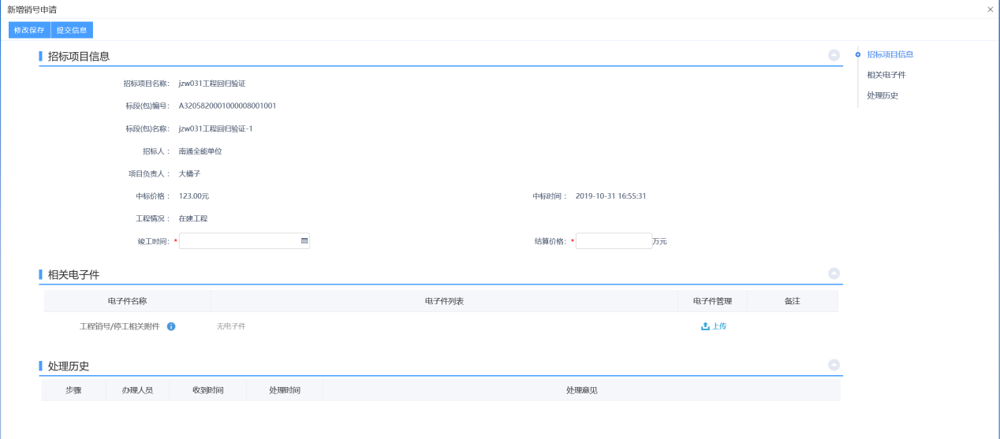 新增销号申请
修改保存 提交信息
招标项目信息
招标项目名称： jzw031工程回归验证
标段(包)编号： A3205820001000008001001
标段(包)名称： jzw031工程回归验证-1
招标人： 南通全能单位
项目负责人： 大橘子
中标价格： 123.00元 中标时间： 2019-10-31 16:55:31
工程情况： 在建工程
竣工时间：* 结算价格：* 万元
相关电子件
电子件名称 电子件列表 电子件管理 备注
工程销号/停工相关附件 无电子件 上传
处理历史
步骤 办理人员 收到时间 处理时间 处理意见
招标项目信息
相关电子件
处理历史